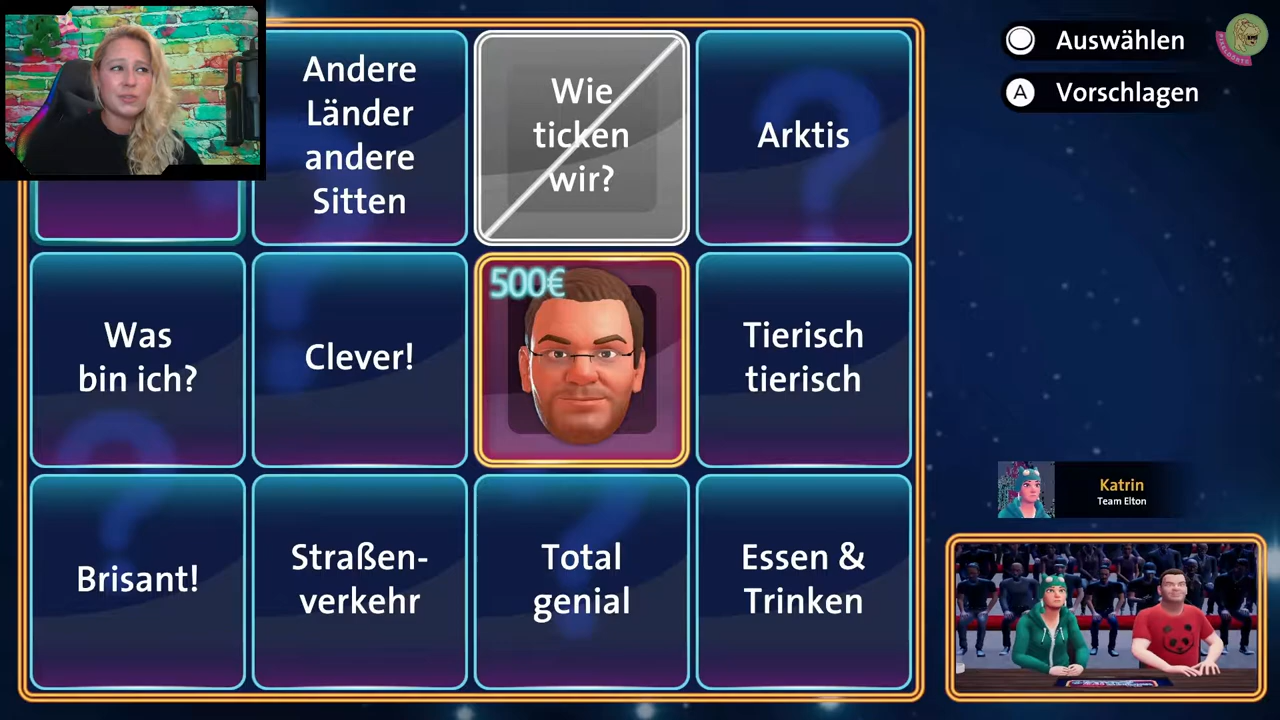 Andere
Länder
andere
Sitten
Wie
ticken
wir?
Arktis
Auswählen
A
Vorschlagen
Was
bin ich?
Clever!
500€
Tierisch
tierisch
Brisant!
Straßen-
verkehr
Total
genial
Essen &
Trinken
Katrin
Team Elton